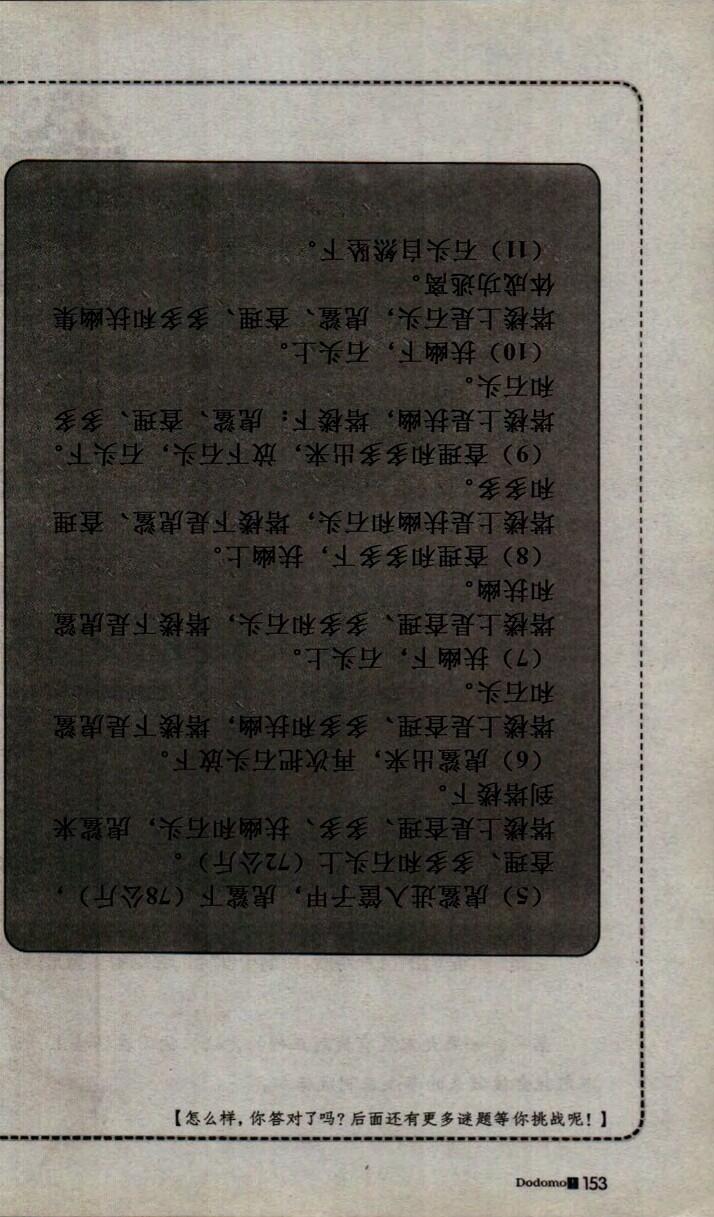 （5）虎鲨进入筐子甲，虎鲨下（78公斤），
查理、多多和石头上（72公斤）。
塔楼上是查理、多多、扶幽和石头，虎鲨来
到塔楼下。
（6）虎鲨出来，再次把石头放下。
塔楼上是查理、多多和扶幽，塔楼下是虎鲨
和石头。
（7）扶幽下，石头上。
塔楼上是查理、多多和石头，塔楼下是虎鲨
和扶幽。
（8）查理和多多下，扶幽上。
塔楼上是扶幽和石头，塔楼下是虎鲨、查理
和多多。
（9）查理和多多出来，放下石头，石头下。
塔楼上是扶幽，塔楼下：虎鲨、查理、多多
和石头。
（10）扶幽下，石头上。
塔楼上是石头，虎鲨、查理、多多和扶幽集
体成功逃离。
（11）石头自然坠下。
【怎么样，你答对了吗？后面还有更多谜题等你挑战呢！】
Dodomo! 153